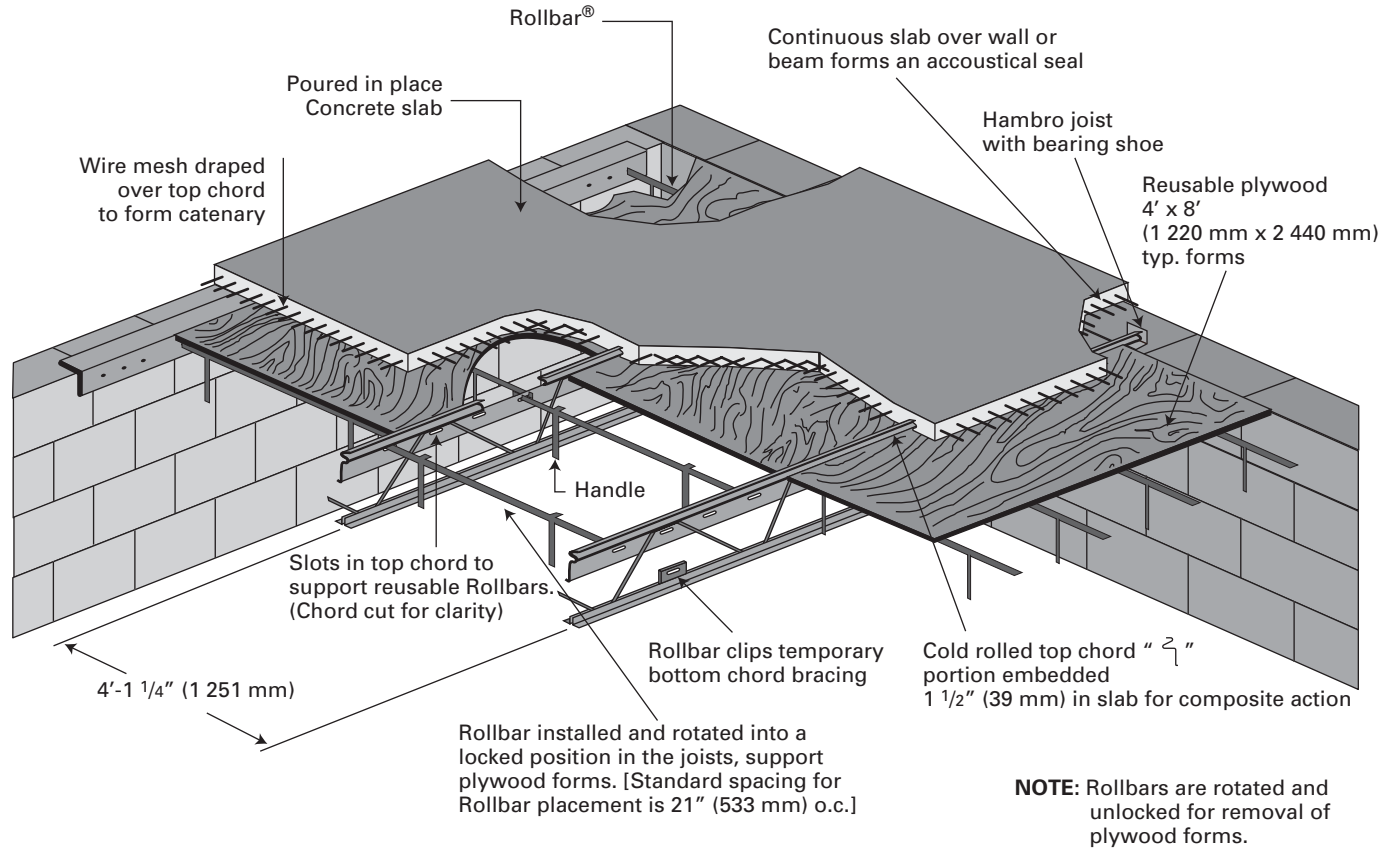 Rollbar®
Continuous slab over wall or
beam forms an accoustical seal
Poured in place
Concrete slab
Hambro joist
with bearing shoe
Wire mesh draped
over top chord
to form catenary
Reusable plywood
4’ x 8’
(1 220 mm x 2 440 mm)
typ. forms
Handle
Slots in top chord to
support reusable Rollbars.
(Chord cut for clarity)
Rollbar clips temporary
bottom chord bracing
Cold rolled top chord “ ”
portion embedded
1 1/2” (39 mm) in slab for composite action
4’-1 1/4” (1 251 mm)
Rollbar installed and rotated into a
locked position in the joists, support
plywood forms. [Standard spacing for
Rollbar placement is 21” (533 mm) o.c.]
NOTE: Rollbars are rotated and
unlocked for removal of
plywood forms.